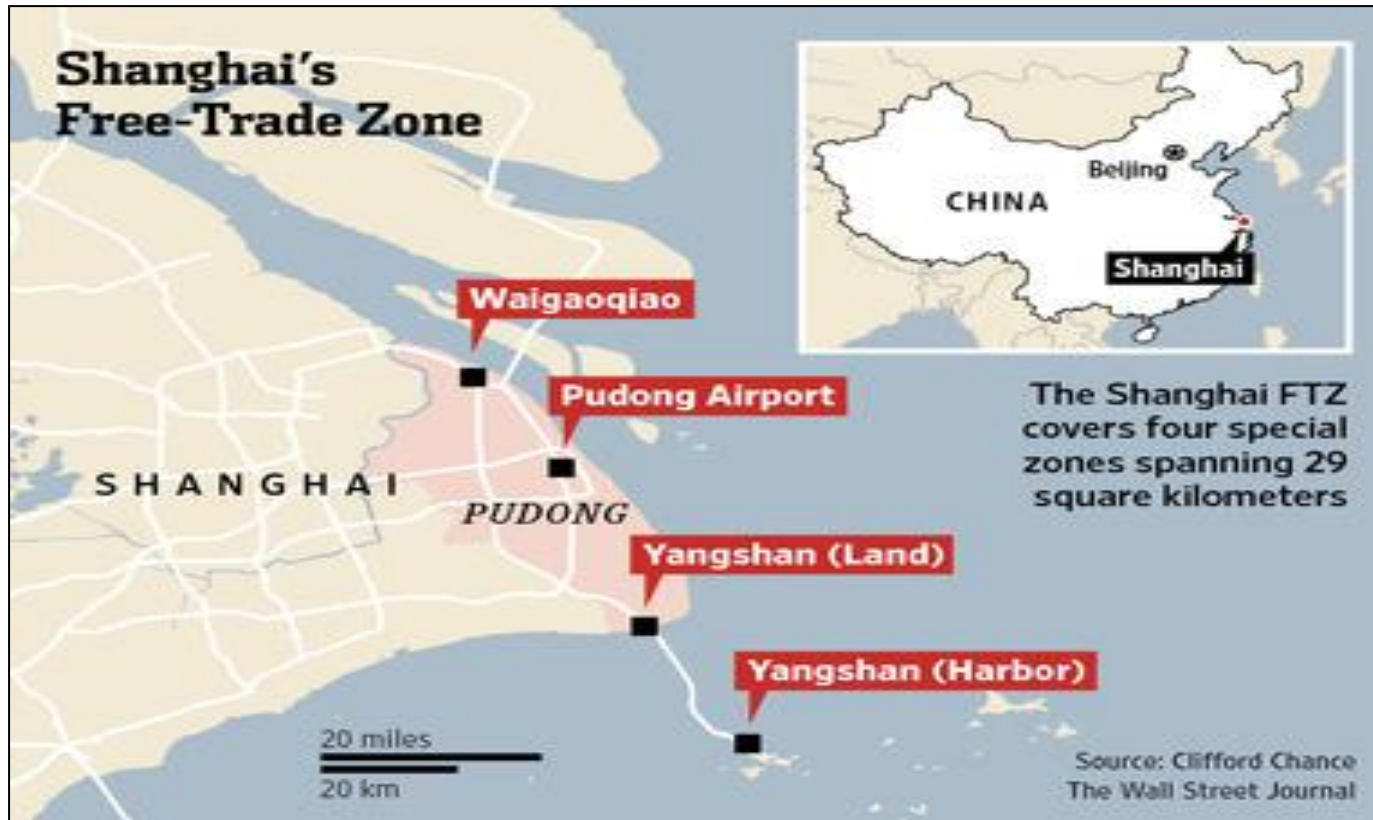 Shanghai's
Free-Trade Zone
Beijing
CHINA
Shanghai
Waigaoqiao
Pudong Airport
The Shanghai FTZ
covers four special
zones spanning 29
square kilometers
SHANGHAI
PUDONG
Yangshan (Land)
Yangshan (Harbor)
20 miles
20 km
Source: Clifford Chance
The Wall Street Journal